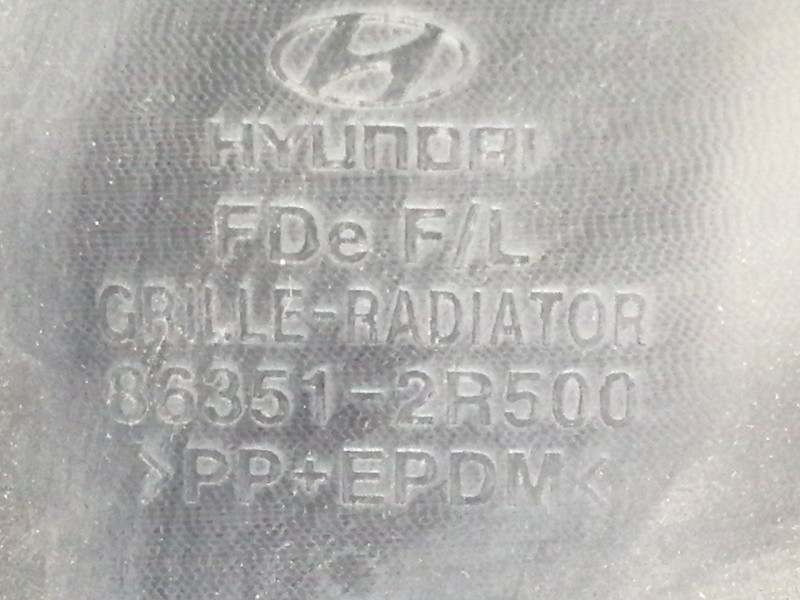 HYUNDAI
FDe F/L
GRILLE-RADIATOR
86351-2R500
>PP+EPDM<